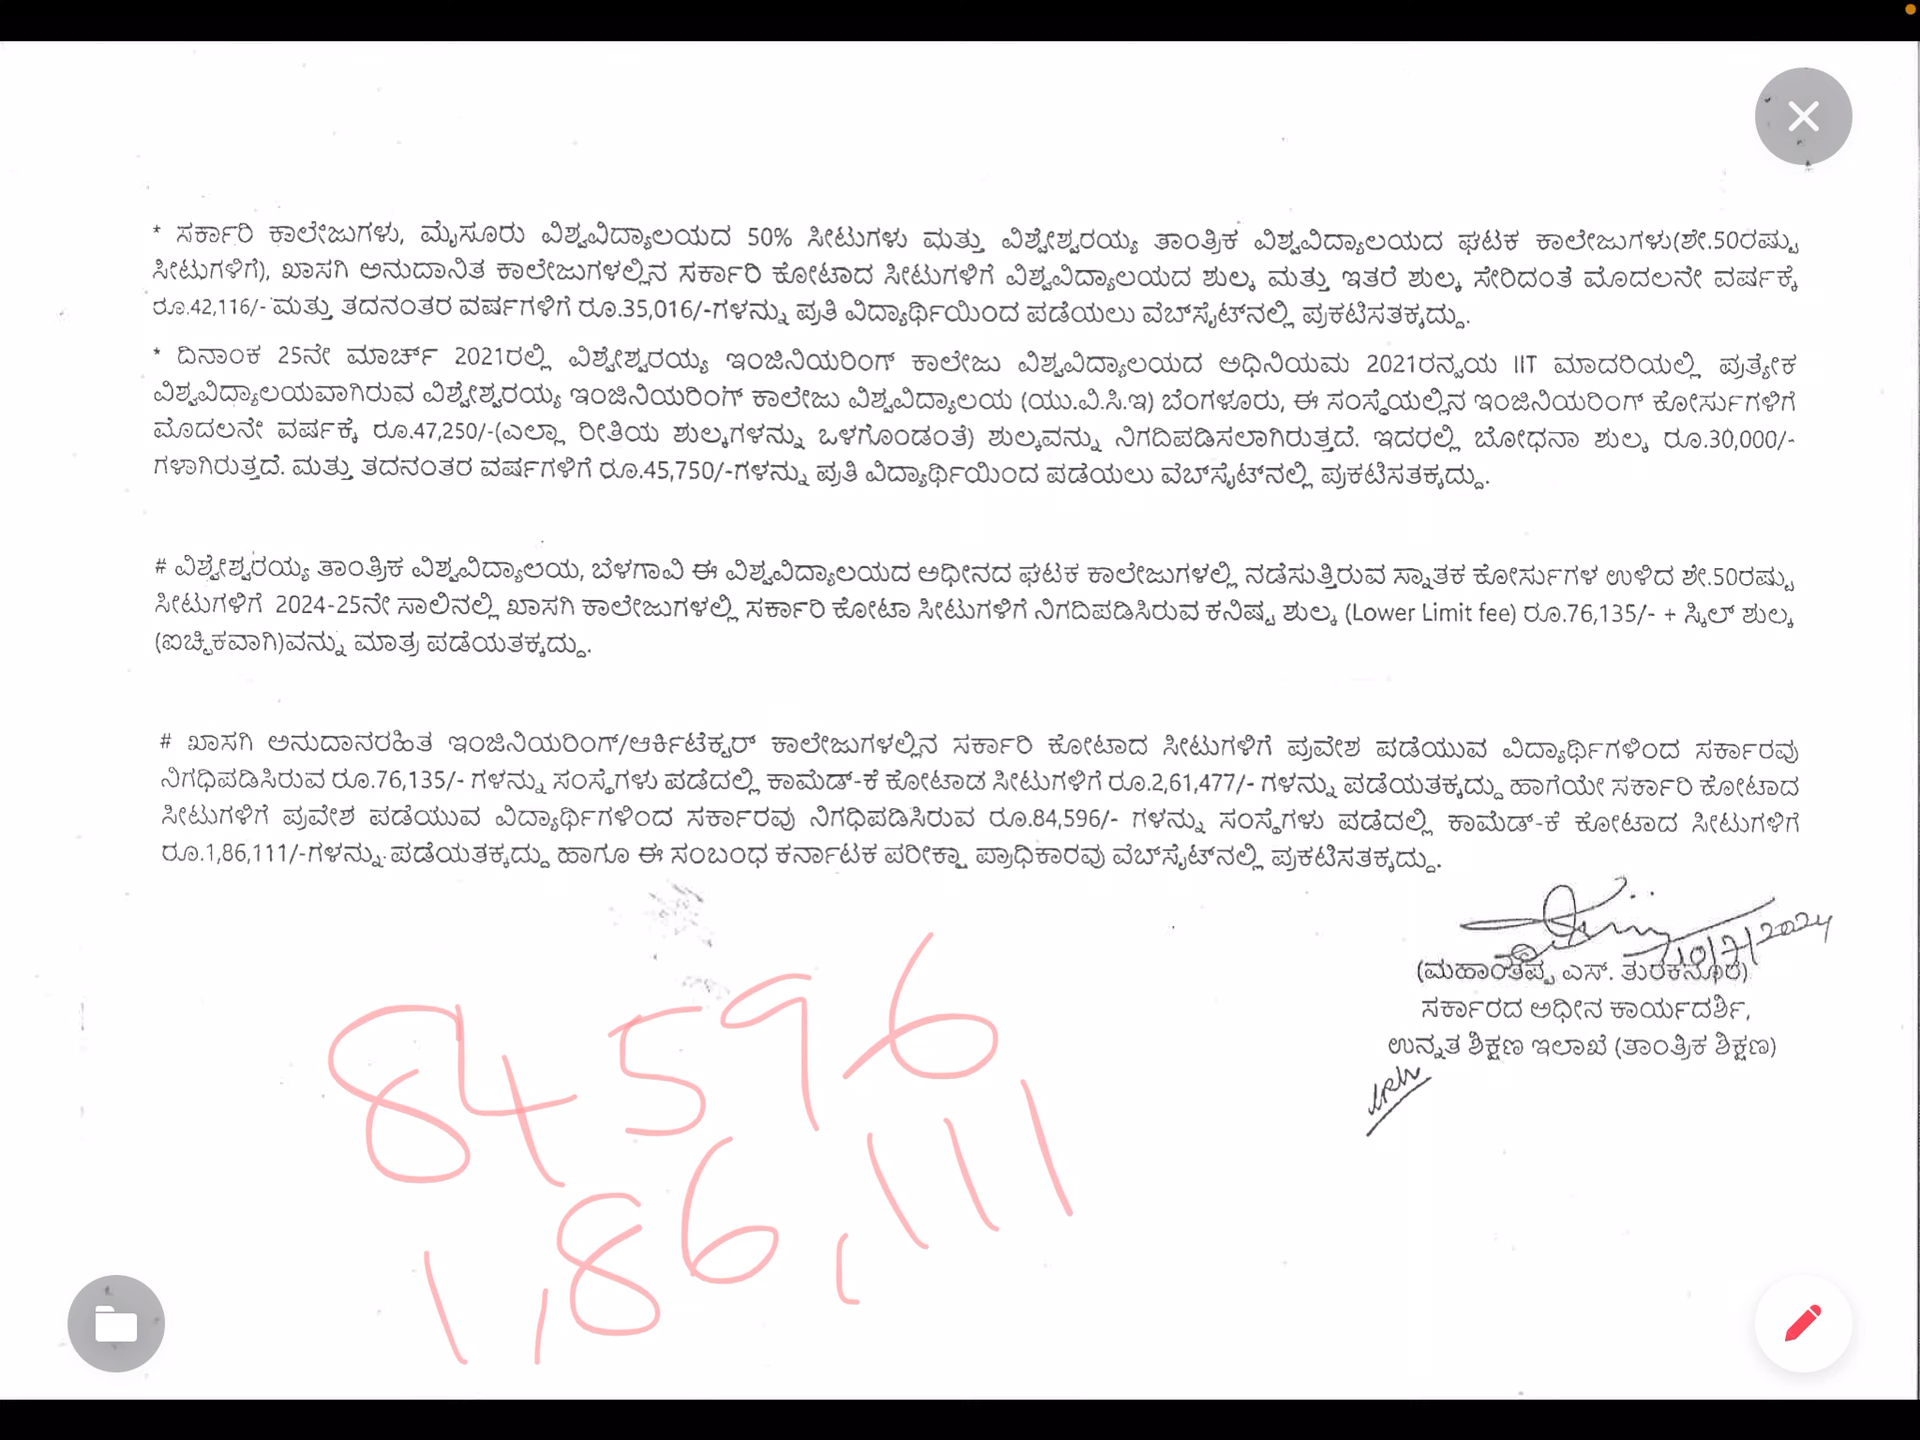 * ಸರ್ಕಾರಿ ಕಾಲೇಜುಗಳು, ಮೈಸೂರು ವಿಶ್ವವಿದ್ಯಾಲಯದ 50% ಸೀಟುಗಳು ಮತ್ತು ವಿಶ್ವೇಶ್ವರಯ್ಯ ತಾಂತ್ರಿಕ ವಿಶ್ವವಿದ್ಯಾಲಯದ ಘಟಕ ಕಾಲೇಜುಗಳು(ಶೇ.50ರಷ್ಟು
ಸೀಟುಗಳಿಗೆ), ಖಾಸಗಿ ಅನುದಾನಿತ ಕಾಲೇಜುಗಳಲ್ಲಿನ ಸರ್ಕಾರಿ ಕೋಟಾದ ಸೀಟುಗಳಿಗೆ ವಿಶ್ವವಿದ್ಯಾಲಯದ ಶುಲ್ಕ ಮತ್ತು ಇತರೆ ಶುಲ್ಕ ಸೇರಿದಂತೆ ಮೊದಲನೇ ವರ್ಷಕ್ಕೆ
ರೂ.42,116/- ಮತ್ತು ತದನಂತರ ವರ್ಷಗಳಿಗೆ ರೂ.35,016/-ಗಳನ್ನು ಪ್ರತಿ ವಿದ್ಯಾರ್ಥಿಯಿಂದ ಪಡೆಯಲು ವೆಬ್‌ಸೈಟ್‌ನಲ್ಲಿ ಪ್ರಕಟಿಸತಕ್ಕದ್ದು.
* ದಿನಾಂಕ 25ನೇ ಮಾರ್ಚ್ 2021ರಲ್ಲಿ ವಿಶ್ವೇಶ್ವರಯ್ಯ ಇಂಜಿನಿಯರಿಂಗ್ ಕಾಲೇಜು ವಿಶ್ವವಿದ್ಯಾಲಯದ ಅಧಿನಿಯಮ 2021ರನ್ವಯ IIT ಮಾದರಿಯಲ್ಲಿ ಪ್ರತ್ಯೇಕ
ವಿಶ್ವವಿದ್ಯಾಲಯವಾಗಿರುವ ವಿಶ್ವೇಶ್ವರಯ್ಯ ಇಂಜಿನಿಯರಿಂಗ್ ಕಾಲೇಜು ವಿಶ್ವವಿದ್ಯಾಲಯ (ಯು.ವಿ.ಸಿ.ಇ) ಬೆಂಗಳೂರು, ಈ ಸಂಸ್ಥೆಯಲ್ಲಿನ ಇಂಜಿನಿಯರಿಂಗ್ ಕೋರ್ಸುಗಳಿಗೆ
ಮೊದಲನೇ ವರ್ಷಕ್ಕೆ ರೂ.47,250/-(ಎಲ್ಲಾ ರೀತಿಯ ಶುಲ್ಕಗಳನ್ನು ಒಳಗೊಂಡಂತೆ) ಶುಲ್ಕವನ್ನು ನಿಗದಿಪಡಿಸಲಾಗಿರುತ್ತದೆ. ಇದರಲ್ಲಿ ಬೋಧನಾ ಶುಲ್ಕ ರೂ.30,000/-
ಗಳಾಗಿರುತ್ತದೆ. ಮತ್ತು ತದನಂತರ ವರ್ಷಗಳಿಗೆ ರೂ.45,750/-ಗಳನ್ನು ಪ್ರತಿ ವಿದ್ಯಾರ್ಥಿಯಿಂದ ಪಡೆಯಲು ವೆಬ್‌ಸೈಟ್‌ನಲ್ಲಿ ಪ್ರಕಟಿಸತಕ್ಕದ್ದು.
# ವಿಶ್ವೇಶ್ವರಯ್ಯ ತಾಂತ್ರಿಕ ವಿಶ್ವವಿದ್ಯಾಲಯ, ಬೆಳಗಾವಿ ಈ ವಿಶ್ವವಿದ್ಯಾಲಯದ ಅಧೀನದ ಘಟಕ ಕಾಲೇಜುಗಳಲ್ಲಿ ನಡೆಸುತ್ತಿರುವ ಸ್ನಾತಕ ಕೋರ್ಸುಗಳ ಉಳಿದ ಶೇ.50ರಷ್ಟು
ಸೀಟುಗಳಿಗೆ 2024-25ನೇ ಸಾಲಿನಲ್ಲಿ ಖಾಸಗಿ ಕಾಲೇಜುಗಳಲ್ಲಿ ಸರ್ಕಾರಿ ಕೋಟಾ ಸೀಟುಗಳಿಗೆ ನಿಗದಿಪಡಿಸಿರುವ ಕನಿಷ್ಟ ಶುಲ್ಕ (Lower Limit fee) ರೂ.76,135/- + ಸ್ಕಿಲ್ ಶುಲ್ಕ
(ಐಚ್ಛಿಕವಾಗಿ)ವನ್ನು ಮಾತ್ರ ಪಡೆಯತಕ್ಕದ್ದು.
# ಖಾಸಗಿ ಅನುದಾನರಹಿತ ಇಂಜಿನಿಯರಿಂಗ್/ಆರ್ಕಿಟೆಕ್ಚರ್ ಕಾಲೇಜುಗಳಲ್ಲಿನ ಸರ್ಕಾರಿ ಕೋಟಾದ ಸೀಟುಗಳಿಗೆ ಪ್ರವೇಶ ಪಡೆಯುವ ವಿದ್ಯಾರ್ಥಿಗಳಿಂದ ಸರ್ಕಾರವು
ನಿಗಧಿಪಡಿಸಿರುವ ರೂ.76,135/- ಗಳನ್ನು ಸಂಸ್ಥೆಗಳು ಪಡೆದಲ್ಲಿ ಕಾಮೆಡ್-ಕೆ ಕೋಟಾಡ ಸೀಟುಗಳಿಗೆ ರೂ.2,61,477/- ಗಳನ್ನು ಪಡೆಯತಕ್ಕದ್ದು ಹಾಗೆಯೇ ಸರ್ಕಾರಿ ಕೋಟಾದ
ಸೀಟುಗಳಿಗೆ ಪ್ರವೇಶ ಪಡೆಯುವ ವಿದ್ಯಾರ್ಥಿಗಳಿಂದ ಸರ್ಕಾರವು ನಿಗಧಿಪಡಿಸಿರುವ ರೂ.84,596/- ಗಳನ್ನು ಸಂಸ್ಥೆಗಳು ಪಡೆದಲ್ಲಿ ಕಾಮೆಡ್-ಕೆ ಕೋಟಾದ ಸೀಟುಗಳಿಗೆ
ರೂ.1,86,111/-ಗಳನ್ನು ಪಡೆಯತಕ್ಕದ್ದು ಹಾಗೂ ಈ ಸಂಬಂಧ ಕರ್ನಾಟಕ ಪರೀಕ್ಷಾ ಪ್ರಾಧಿಕಾರವು ವೆಬ್‌ಸೈಟ್‌ನಲ್ಲಿ ಪ್ರಕಟಿಸತಕ್ಕದ್ದು.
10/7/2024
(ಮಹಾಂತಪ್ಪ ಎಸ್. ತುರಕನೂರ)
ಸರ್ಕಾರದ ಅಧೀನ ಕಾರ್ಯದರ್ಶಿ,
ಉನ್ನತ ಶಿಕ್ಷಣ ಇಲಾಖೆ (ತಾಂತ್ರಿಕ ಶಿಕ್ಷಣ)
84596
1,86,111